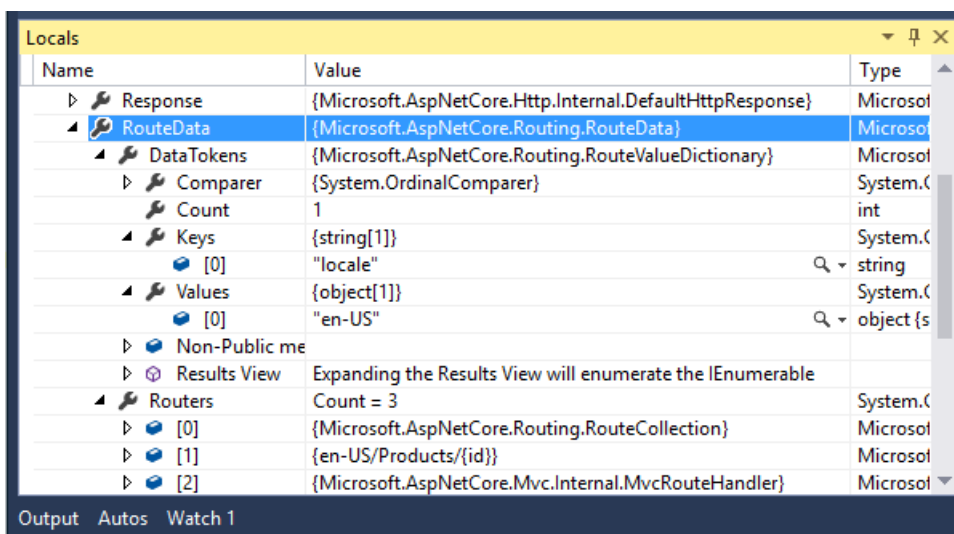 Locals
Name Value Type
Response {Microsoft.AspNetCore.Http.Internal.DefaultHttpResponse} Microsof
RouteData {Microsoft.AspNetCore.Routing.RouteData} Microsof
DataTokens {Microsoft.AspNetCore.Routing.RouteValueDictionary} Microsof
Comparer {System.OrdinalComparer} System.C
Count 1 int
Keys {string[1]} System.C
[0] "locale" string
Values {object[1]} System.C
[0] "en-US" object {s
Non-Public me
Results View Expanding the Results View will enumerate the IEnumerable
Routers Count = 3 System.C
[0] {Microsoft.AspNetCore.Routing.RouteCollection} Microsof
[1] {en-US/Products/{id}} Microsof
[2] {Microsoft.AspNetCore.Mvc.Internal.MvcRouteHandler} Microsof
Output Autos Watch 1